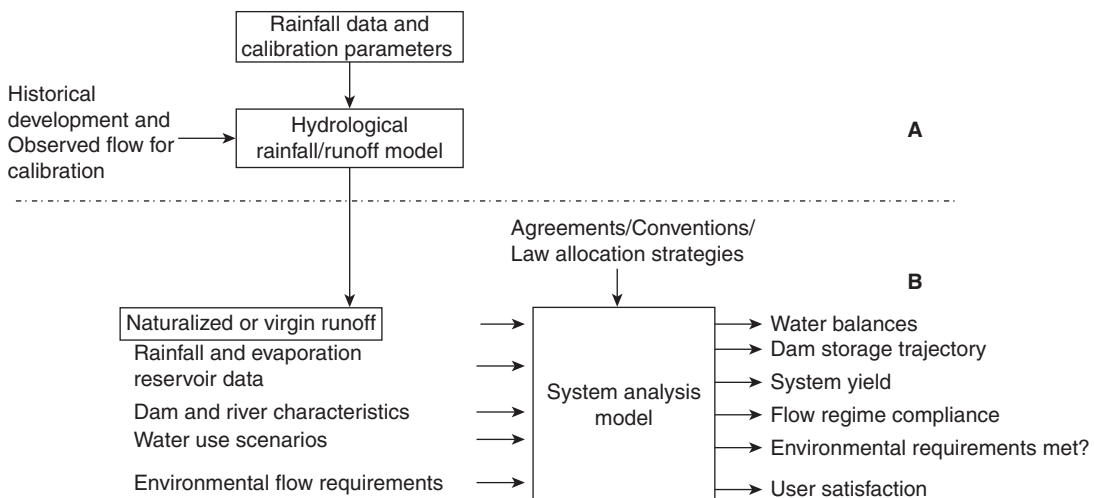 Rainfall data and
calibration parameters
Historical
development and
Observed flow for
calibration
Hydrological
rainfall/runoff model
A
Agreements/Conventions/
Law allocation strategies
B
Naturalized or virgin runoff
Rainfall and evaporation
reservoir data
Dam and river characteristics
Water use scenarios
Environmental flow requirements
System analysis
model
Water balances
Dam storage trajectory
System yield
Flow regime compliance
Environmental requirements met?
User satisfaction